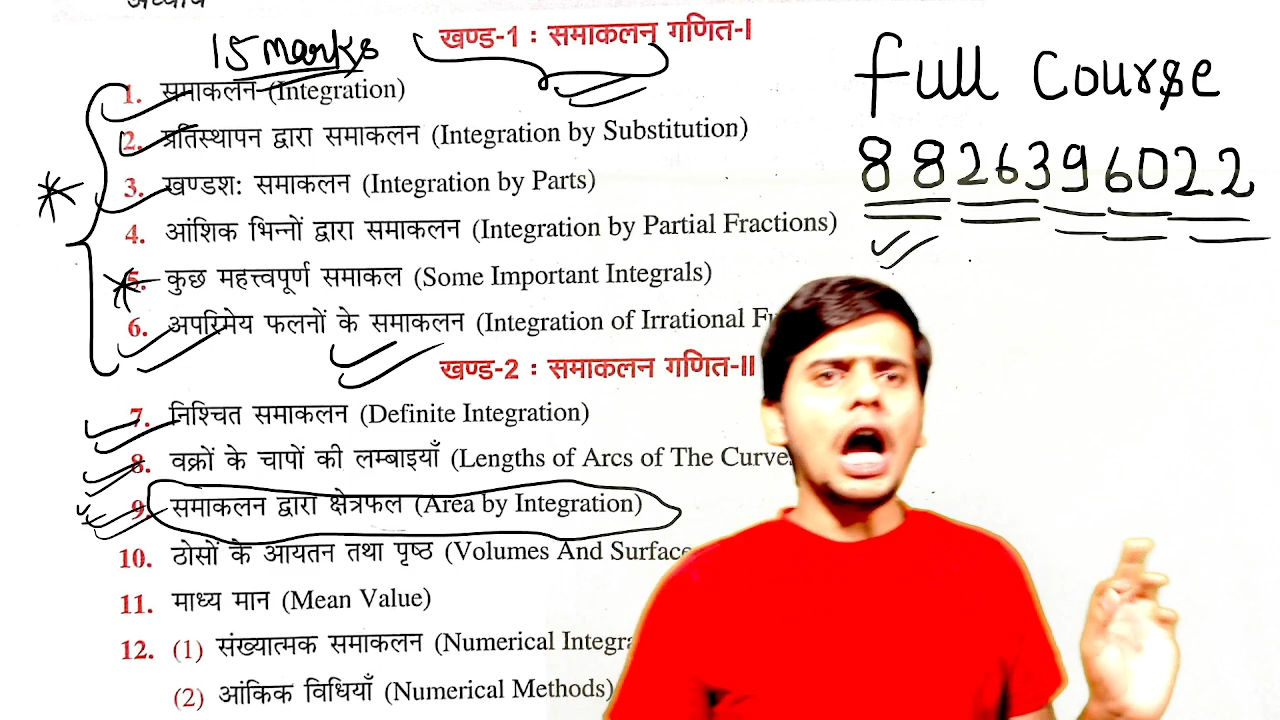 अध्याय
15 marks
खण्ड-1 : समाकलन गणित-I
1. समाकलन (Integration)
2. प्रतिस्थापन द्वारा समाकलन (Integration by Substitution)
3. खण्डश: समाकलन (Integration by Parts)
4. आंशिक भिन्नों द्वारा समाकलन (Integration by Partial Fractions)
5. कुछ महत्त्वपूर्ण समाकल (Some Important Integrals)
6. अपरिमेय फलनों के समाकलन (Integration of Irrational
खण्ड-2 : समाकलन गणित-II
7. निश्चित समाकलन (Definite Integration)
8. वक्रों के चापों की लम्बाइयाँ (Lengths of Arcs of The Curve
9. समाकलन द्वारा क्षेत्रफल (Area by Integration)
10. ठोसों के आयतन तथा पृष्ठ (Volumes And Surface
11. माध्य मान (Mean Value)
12. (1) संख्यात्मक समाकलन (Numerical
(2) आंकिक विधियाँ (Numerical Methods)
Full Course
8826396022